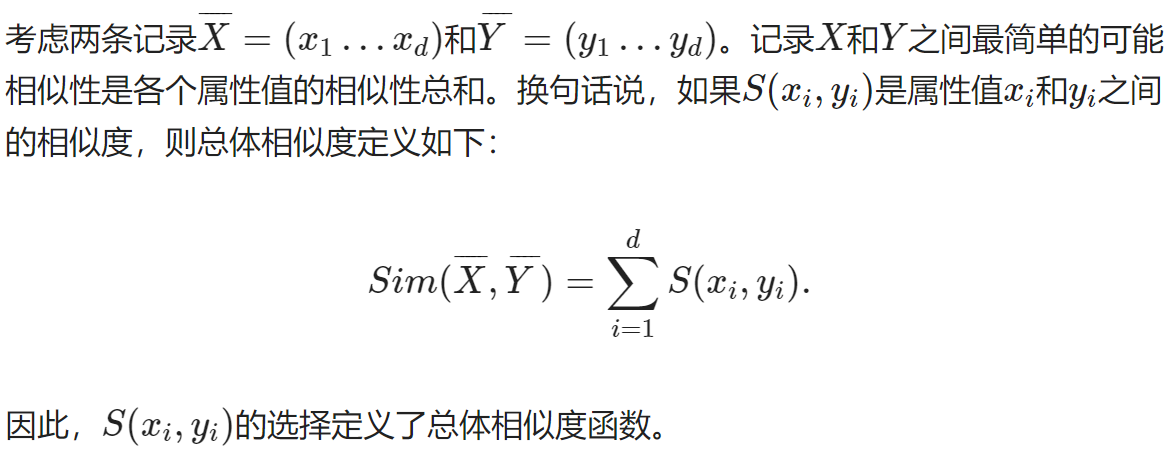 考虑两条记录$\overline{X} = (x_1 \ldots x_d)$和$\overline{Y} = (y_1 \ldots y_d)$。记录$X$和$Y$之间最简单的可能
相似性是各个属性值的相似性总和。换句话说，如果$S(x_i, y_i)$是属性值$x_i$和$y_i$之间
的相似度，则总体相似度定义如下：
$Sim(\overline{X}, \overline{Y}) = \sum_{i=1}^{d} S(x_i, y_i).$
因此，$S(x_i, y_i)$的选择定义了总体相似度函数。